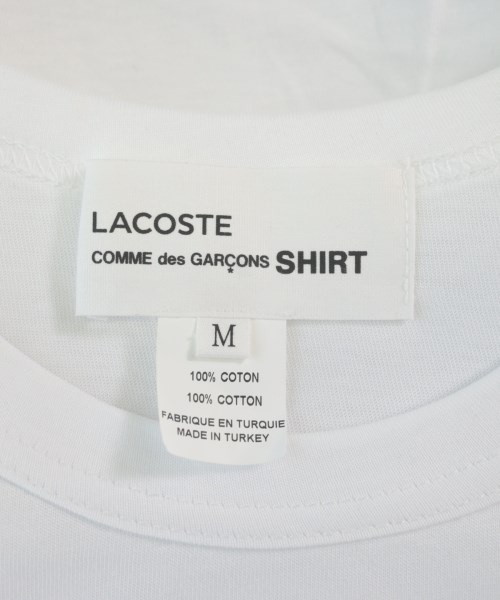 LACOSTE
COMME des GARÇONS SHIRT
M
100% COTON
100% COTTON
FABRIQUE EN TURQUIE
MADE IN TURKEY